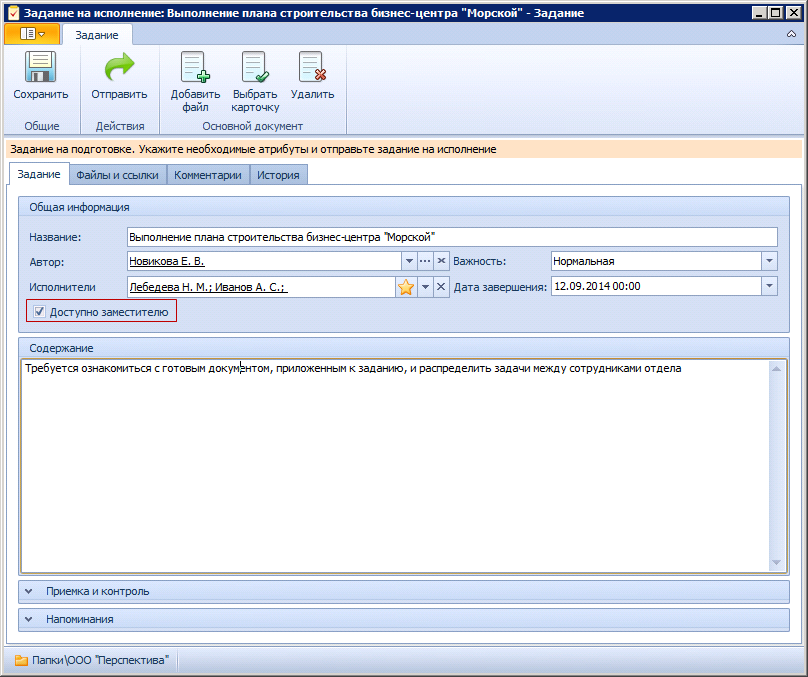 Задание на исполнение: Выполнение плана строительства бизнес-центра "Морской" - Задание
Задание
Сохранить
Отправить
Добавить файл
Выбрать карточку
Удалить
Общие
Действия
Основной документ
Задание на подготовке. Укажите необходимые атрибуты и отправьте задание на исполнение
Задание
Файлы и ссылки
Комментарии
История
Общая информация
Название:
Выполнение плана строительства бизнес-центра "Морской"
Автор:
Новикова Е. В.
Важность:
Нормальная
Исполнители
Лебедева Н. М.; Иванов А. С.;
Дата завершения:
12.09.2014 00:00
Доступно заместителю
Содержание
Требуется ознакомиться с готовым документом, приложенным к заданию, и распределить задачи между сотрудниками отдела
Приемка и контроль
Напоминания
Папки\ООО "Перспектива"